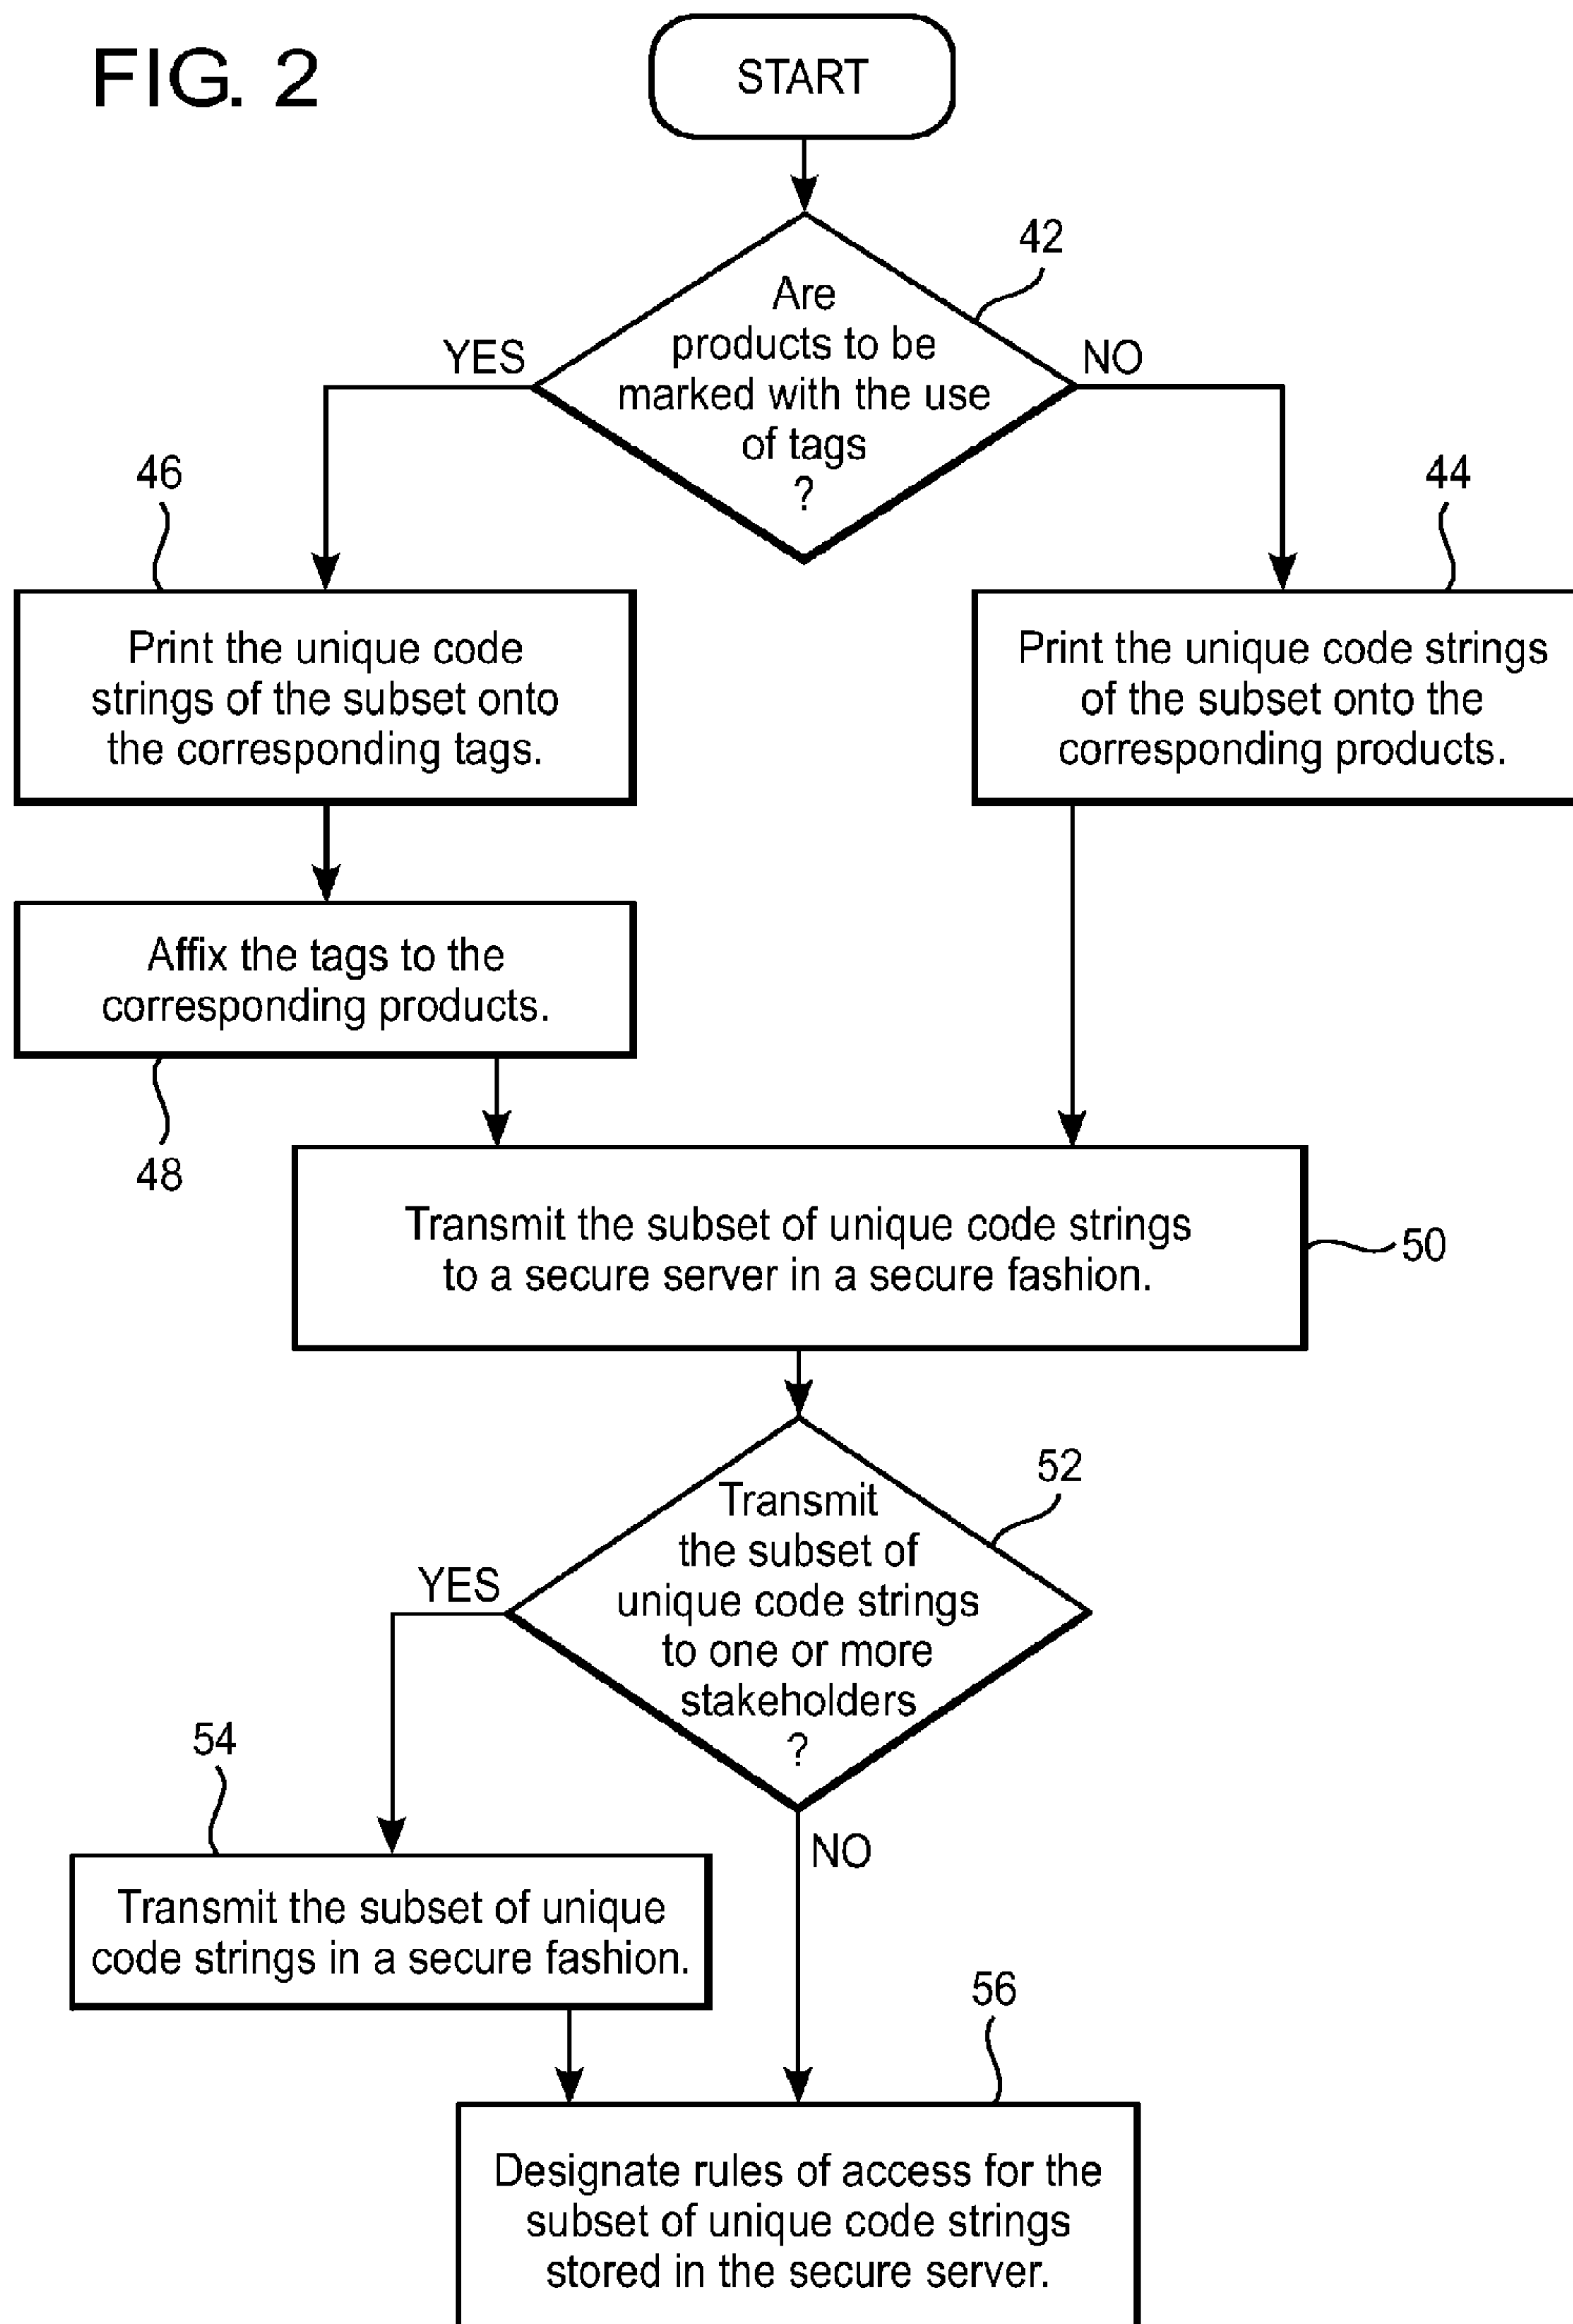 FIG. 2
START
42
Are
products to be
marked with the use
of tags
?
YES
NO
46
44
Print the unique code
strings of the subset onto
the corresponding tags.
Print the unique code strings
of the subset onto the
corresponding products.
Affix the tags to the
corresponding products.
48
Transmit the subset of unique code strings
to a secure server in a secure fashion.
50
52
Transmit
the subset of
unique code strings
to one or more
stakeholders
?
YES
NO
54
Transmit the subset of unique
code strings in a secure fashion.
56
Designate rules of access for the
subset of unique code strings
stored in the secure server.